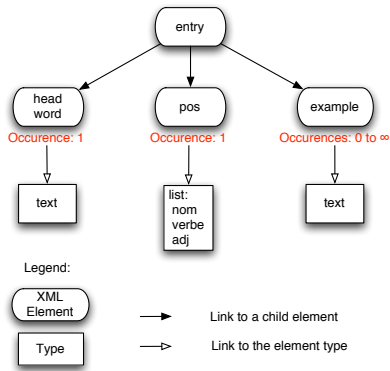 entry
head
word
pos
example
Occurence: 1
Occurence: 1
Occurences: 0 to ∞
text
list:
nom
verbe
adj
text
Legend:
XML
Element
Link to a child element
Type
Link to the element type